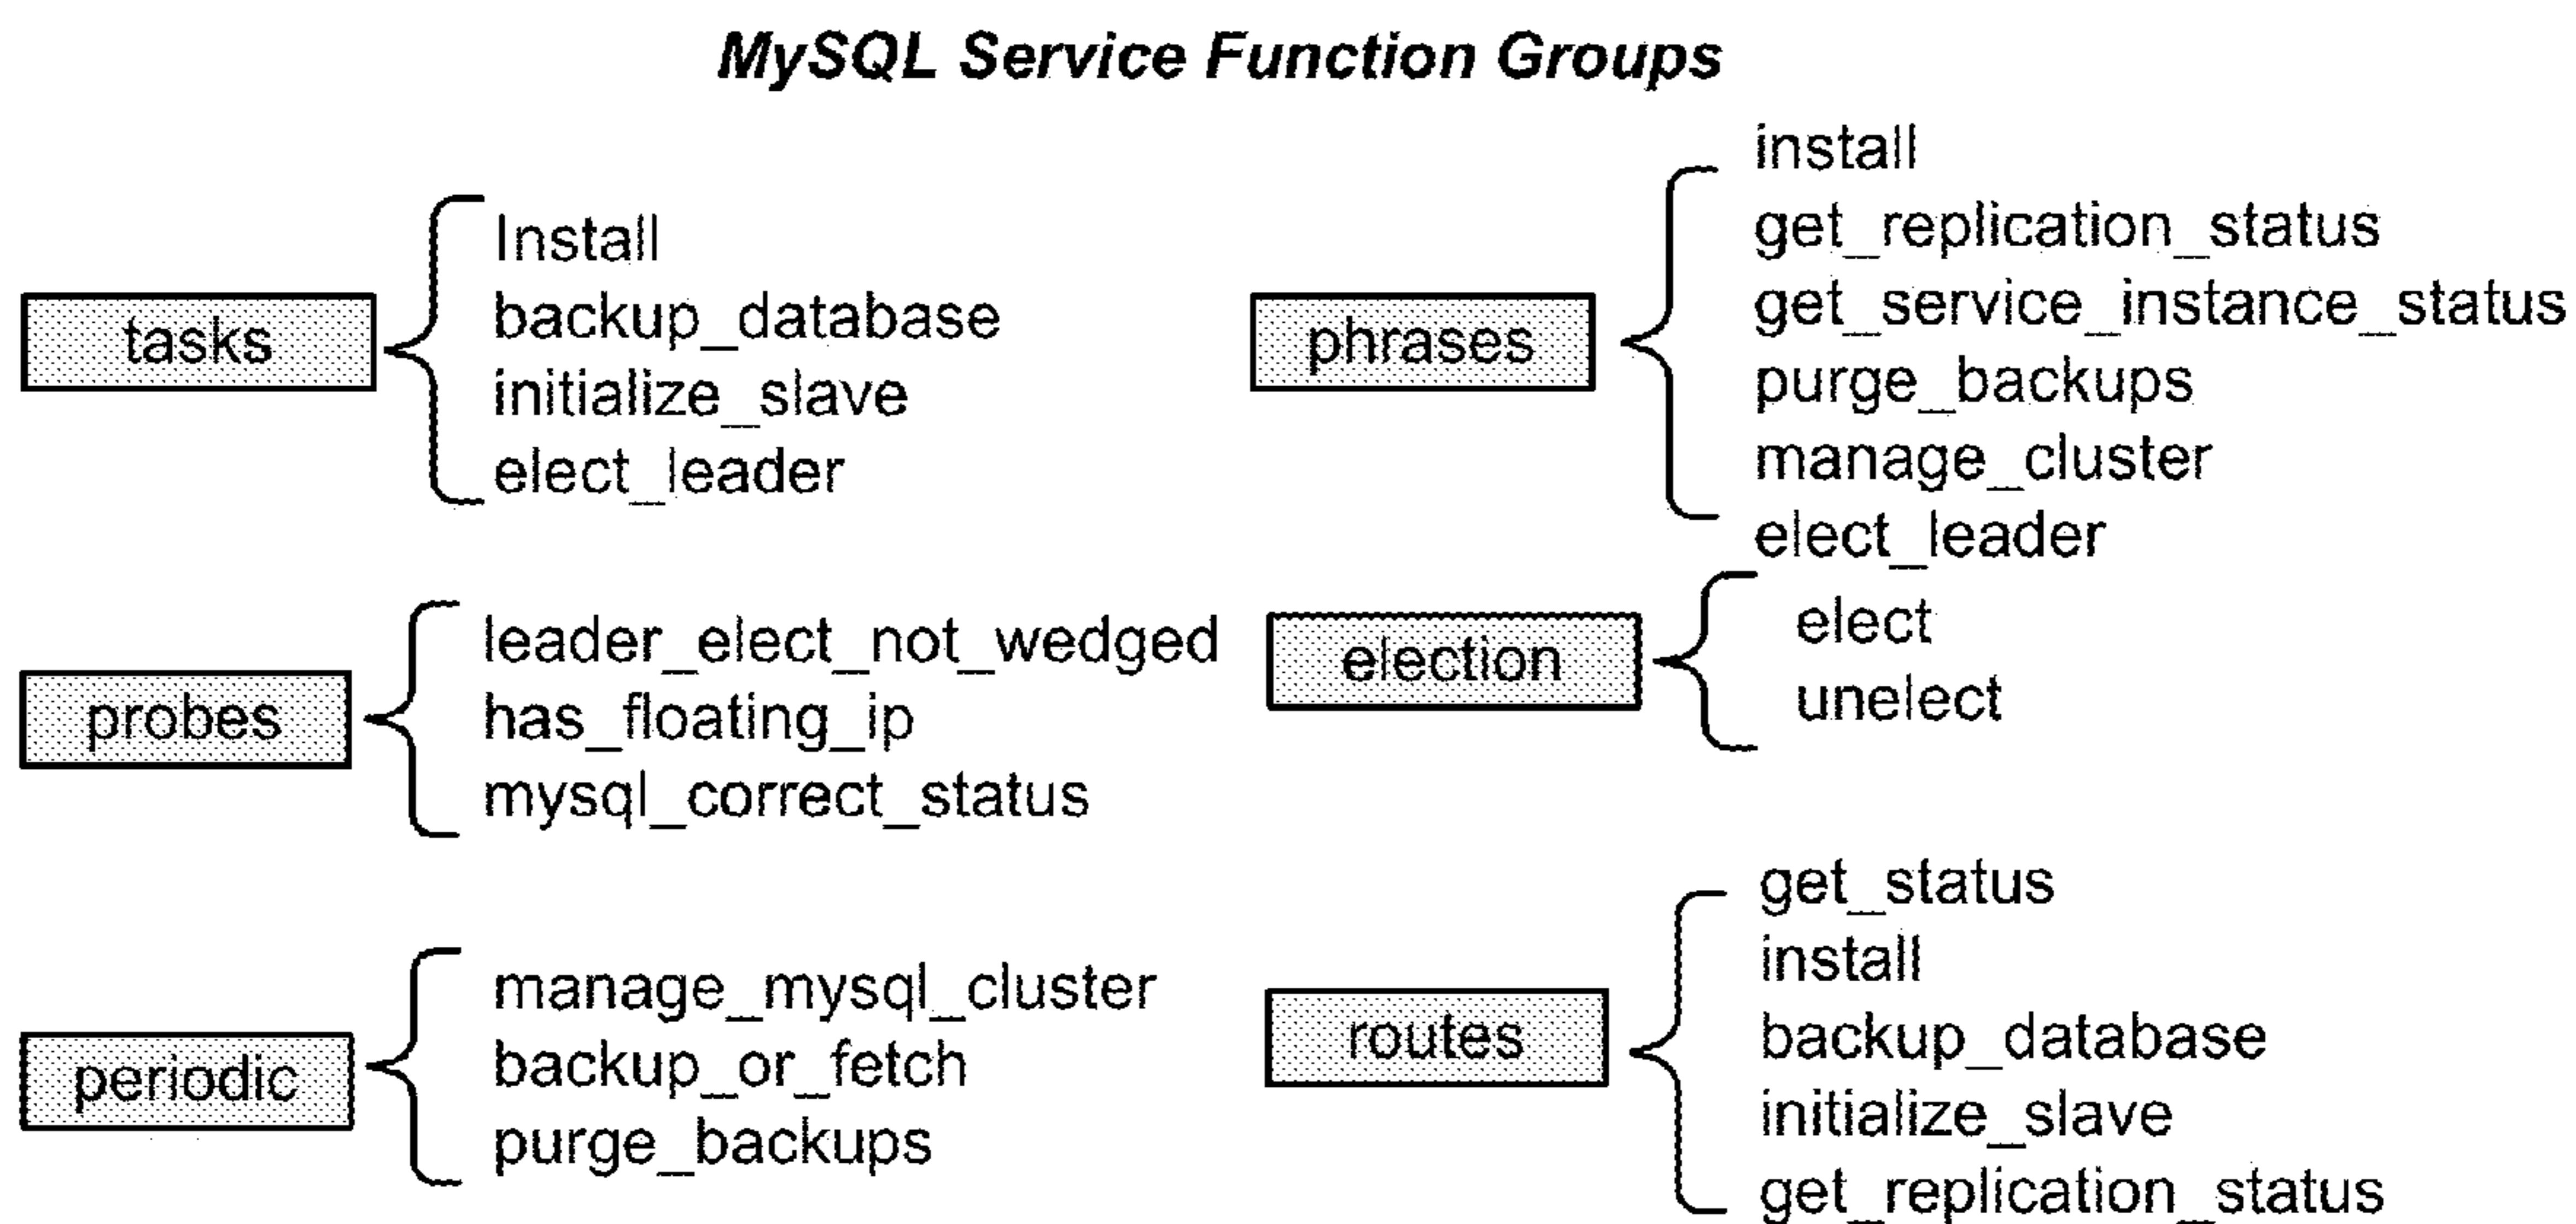 MySQL Service Function Groups
tasks
Install
backup_database
initialize_slave
elect_leader
phrases
install
get_replication_status
get_service_instance_status
purge_backups
manage_cluster
elect_leader
probes
leader_elect_not_wedged
has_floating_ip
mysql_correct_status
election
elect
unelect
periodic
manage_mysql_cluster
backup_or_fetch
purge_backups
routes
get_status
install
backup_database
initialize_slave
get_replication_status